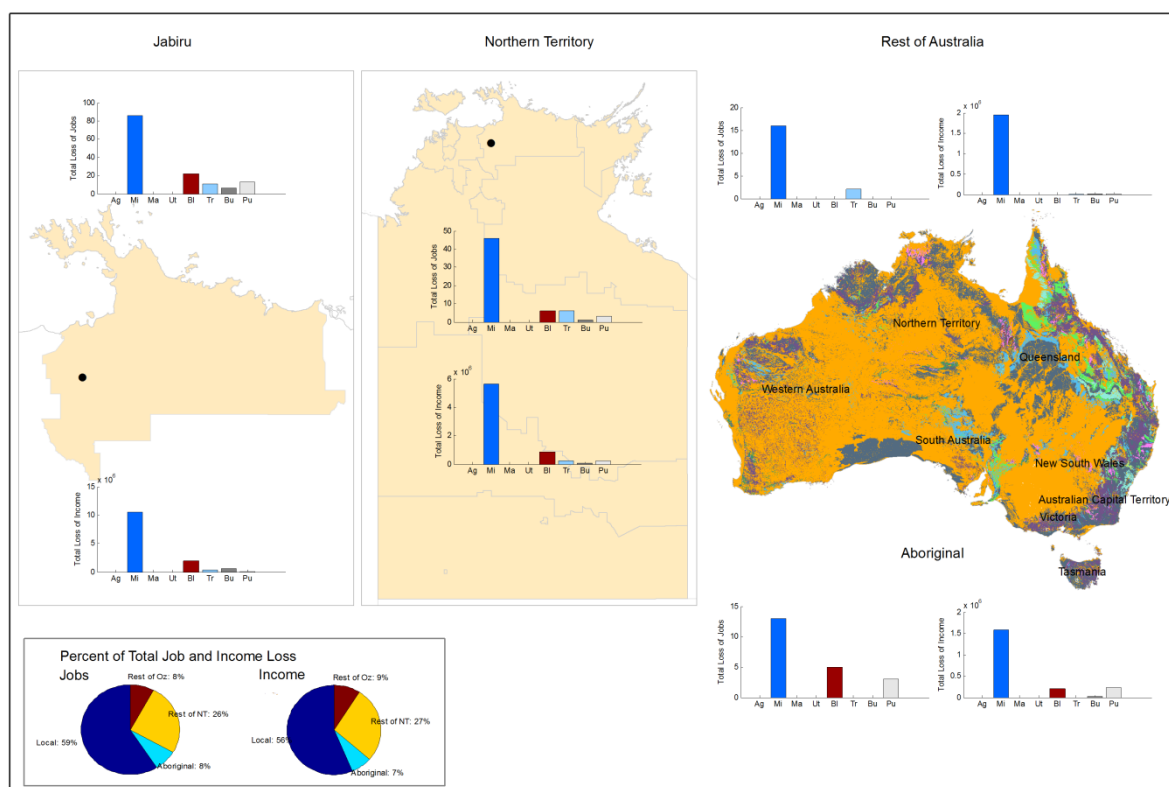 Jabiru
Northern Territory
Rest of Australia
100
80
60
40
20
0
Total Loss of Jobs
Ag Mi Ma Ut Bl Tr Bu Pu
15
x 10^6
10
5
0
Total Loss of Income
Ag Mi Ma Ut Bl Tr Bu Pu
50
40
30
20
10
0
Total Loss of Jobs
Ag Mi Ma Ut Bl Tr Bu Pu
6
x 10^6
4
2
0
Total Loss of Income
Ag Mi Ma Ut Bl Tr Bu Pu
20
15
10
5
0
Total Loss of Jobs
Ag Mi Ma Ut Bl Tr Bu Pu
2
x 10^6
1.5
1
0.5
0
Total Loss of Income
Ag Mi Ma Ut Bl Tr Bu Pu
Northern Territory
Queensland
Western Australia
South Australia
New South Wales
Australian Capital Territory
Victoria
Tasmania
Aboriginal
15
10
5
0
Total Loss of Jobs
Ag Mi Ma Ut Bl Tr Bu Pu
2
x 10^6
1.5
1
0.5
0
Total Loss of Income
Ag Mi Ma Ut Bl Tr Bu Pu
Percent of Total Job and Income Loss
Jobs
Rest of Oz: 8%
Rest of NT: 26%
Local: 59%
Aboriginal: 8%
Income
Rest of Oz: 9%
Rest of NT: 27%
Local: 56%
Aboriginal: 7%